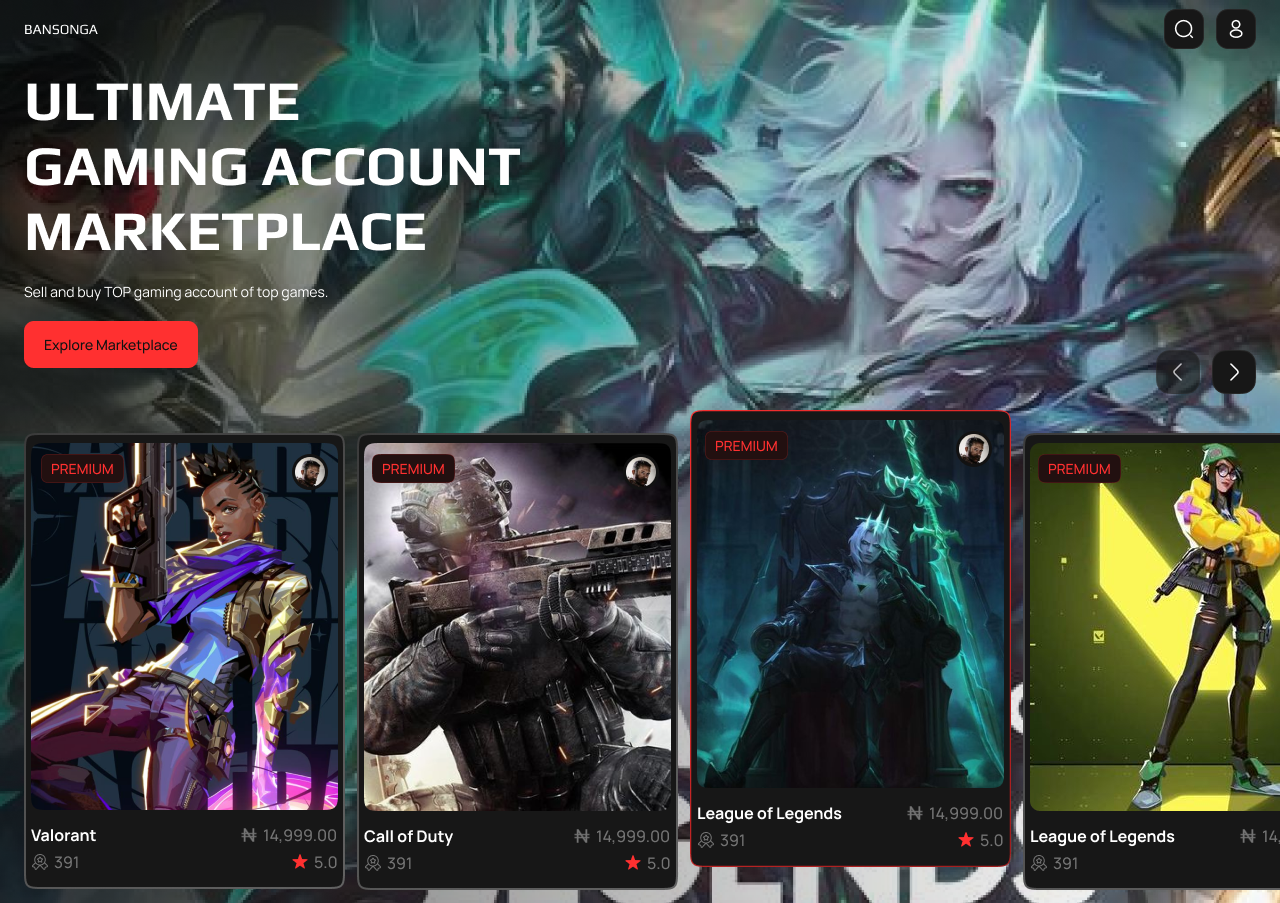 BANSONGA
ULTIMATE
GAMING ACCOUNT
MARKETPLACE
Sell and buy TOP gaming account of top games.
Explore Marketplace
PREMIUM
Valorant
₦ 14,999.00
391
5.0
PREMIUM
Call of Duty
₦ 14,999.00
391
5.0
PREMIUM
League of Legends
₦ 14,999.00
391
5.0
PREMIUM
League of Legends
₦ 14,
391